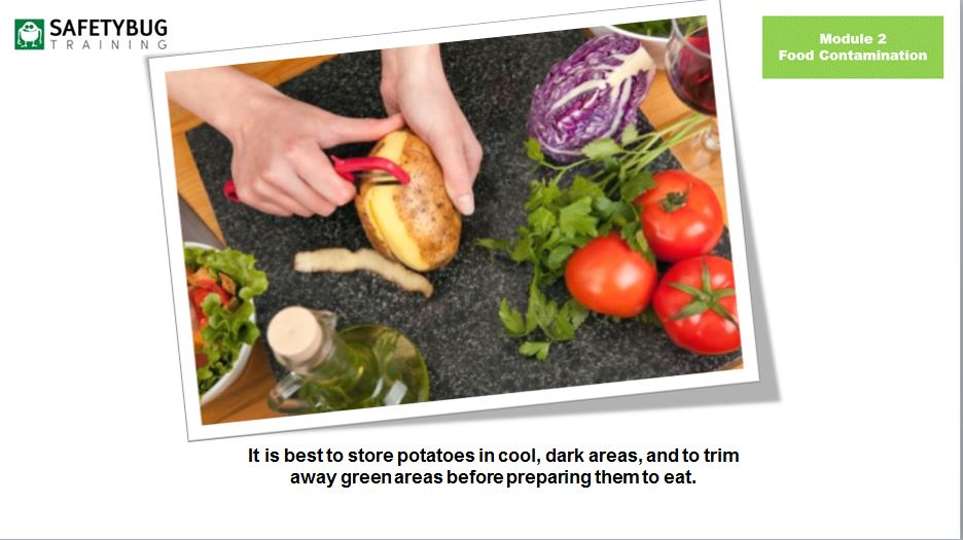 SAFETYBUG
TRAINING
Module 2
Food Contamination
It is best to store potatoes in cool, dark areas, and to trim
away green areas before preparing them to eat.